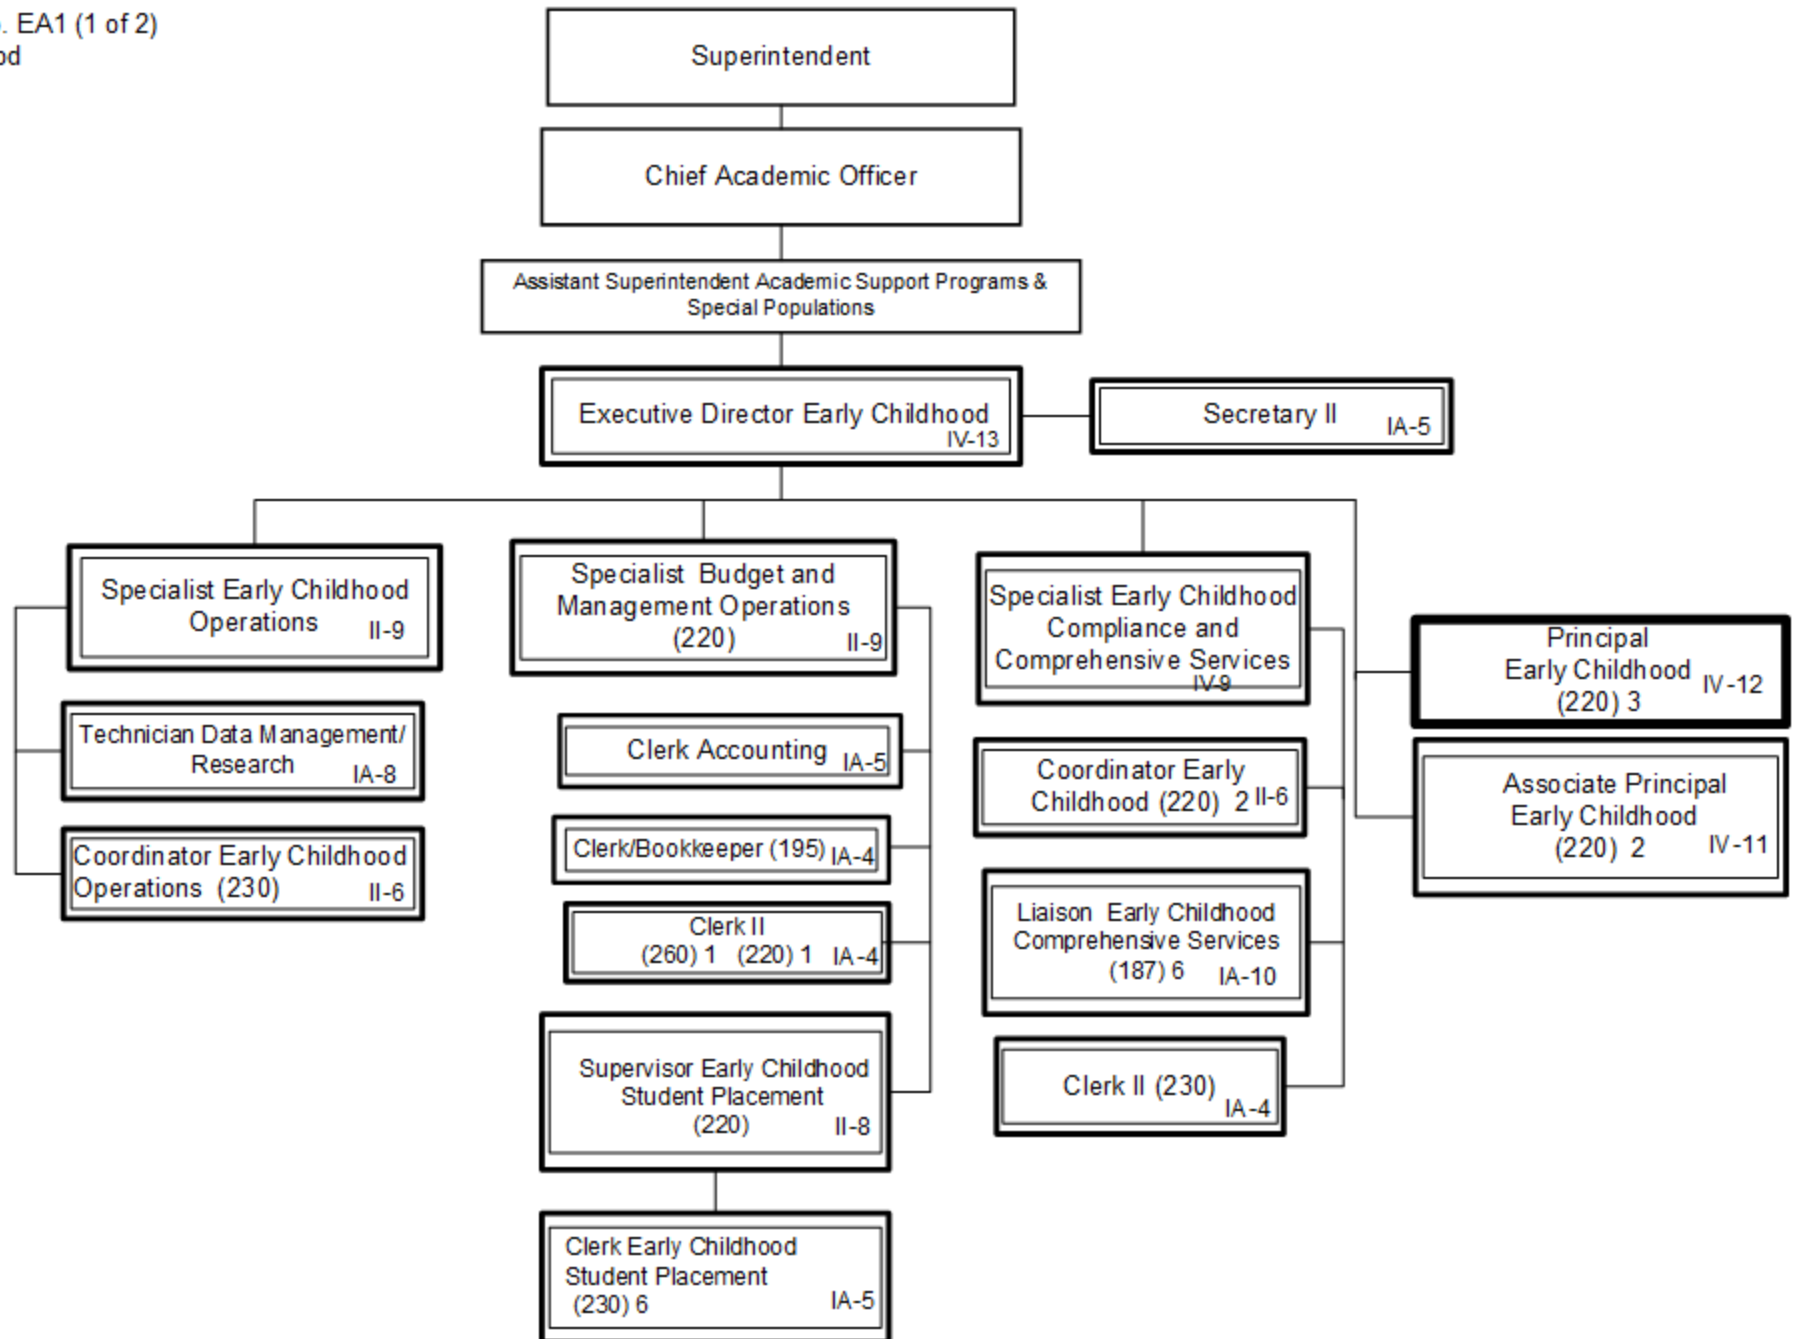 . EA1 (1 of 2)
od
Superintendent
Chief Academic Officer
Assistant Superintendent Academic Support Programs &
Special Populations
Executive Director Early Childhood
IV-13
Secretary II
IA-5
Specialist Early Childhood
Operations
II-9
Technician Data Management/
Research
IA-8
Coordinator Early Childhood
Operations (230)
II-6
Specialist Budget and
Management Operations
(220)
II-9
Clerk Accounting
IA-5
Clerk/Bookkeeper (195)
IA-4
Clerk II
(260) 1 (220) 1
IA-4
Supervisor Early Childhood
Student Placement
(220)
II-8
Clerk Early Childhood
Student Placement
(230) 6
IA-5
Specialist Early Childhood
Compliance and
Comprehensive Services
IV-9
Coordinator Early
Childhood (220) 2
II-6
Liaison Early Childhood
Comprehensive Services
(187) 6
IA-10
Clerk II (230)
IA-4
Principal
Early Childhood
(220) 3
IV-12
Associate Principal
Early Childhood
(220) 2
IV-11